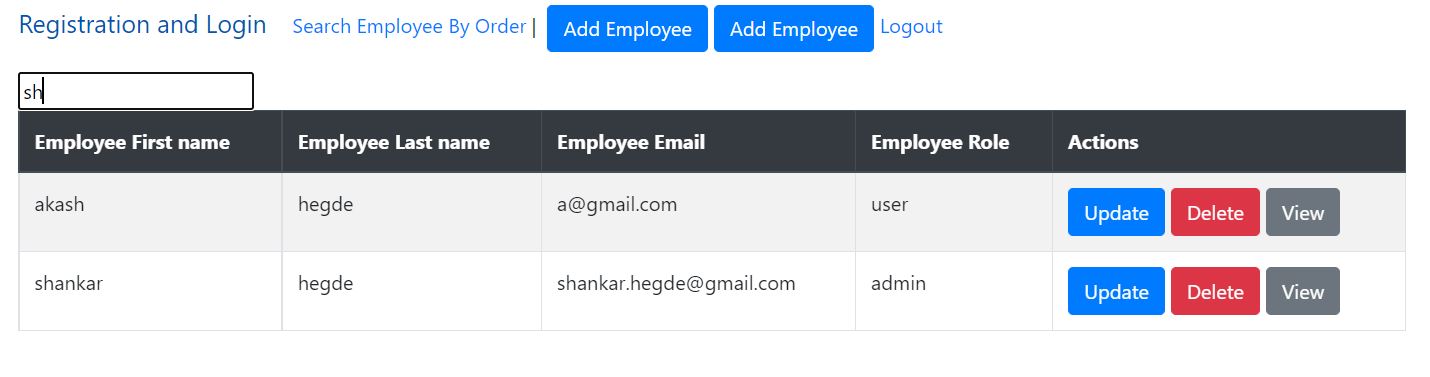 Registration and Login Search Employee By Order | Add Employee Add Employee Logout
sh
Employee First name Employee Last name Employee Email Employee Role Actions
akash hegde a@gmail.com user Update Delete View
shankar hegde shankar.hegde@gmail.com admin Update Delete View